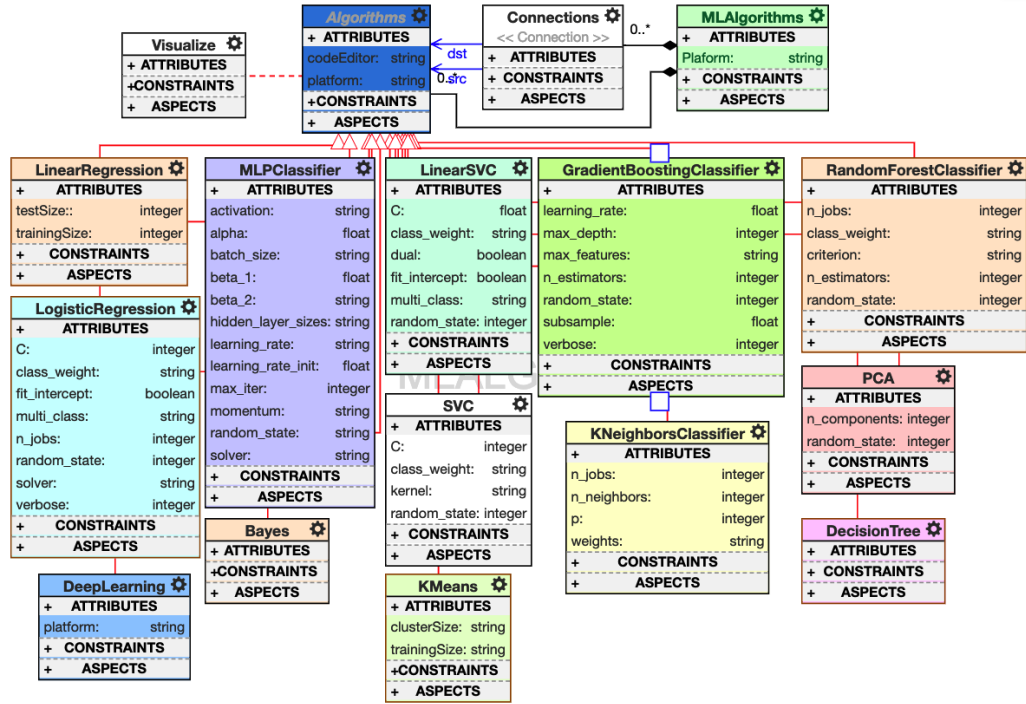 Algorithms
+ ATTRIBUTES
codeEditor: string
platform: string
+CONSTRAINTS
+ ASPECTS
Connections
<< Connection >>
+ ATTRIBUTES
+ CONSTRAINTS
+ ASPECTS
MLAlgorithms
+ ATTRIBUTES
Plaform: string
+ CONSTRAINTS
+ ASPECTS
0..*
dst
0..*
src
Visualize
+ ATTRIBUTES
+CONSTRAINTS
+ ASPECTS
LinearRegression
+ ATTRIBUTES
testSize:: integer
trainingSize: integer
+ CONSTRAINTS
+ ASPECTS
MLPClassifier
+ ATTRIBUTES
activation: string
alpha: float
batch_size: string
beta_1: float
beta_2: string
hidden_layer_sizes: string
learning_rate: string
learning_rate_init: float
max_iter: integer
momentum: string
random_state: string
solver: string
+ CONSTRAINTS
+ ASPECTS
LinearSVC
+ ATTRIBUTES
C: float
class_weight: string
dual: boolean
fit_intercept: boolean
multi_class: string
random_state: integer
+ CONSTRAINTS
+ ASPECTS
GradientBoostingClassifier
+ ATTRIBUTES
learning_rate: float
max_depth: integer
max_features: string
n_estimators: integer
random_state: integer
subsample: float
verbose: integer
+ CONSTRAINTS
+ ASPECTS
RandomForestClassifier
+ ATTRIBUTES
n_jobs: integer
class_weight: string
criterion: string
n_estimators: integer
random_state: integer
+ CONSTRAINTS
+ ASPECTS
LogisticRegression
+ ATTRIBUTES
C: integer
class_weight: string
fit_intercept: boolean
multi_class: string
n_jobs: integer
random_state: integer
solver: string
verbose: integer
+ CONSTRAINTS
+ ASPECTS
SVC
+ ATTRIBUTES
C: integer
class_weight: string
kernel: string
random_state: integer
+ CONSTRAINTS
+ ASPECTS
KNeighborsClassifier
+ ATTRIBUTES
n_jobs: integer
n_neighbors: integer
p: integer
weights: string
+ CONSTRAINTS
+ ASPECTS
PCA
+ ATTRIBUTES
n_components: integer
random_state: integer
+ CONSTRAINTS
+ ASPECTS
Bayes
+ ATTRIBUTES
+CONSTRAINTS
+ ASPECTS
DecisionTree
+ ATTRIBUTES
+ CONSTRAINTS
+ ASPECTS
DeepLearning
+ ATTRIBUTES
platform: string
+ CONSTRAINTS
+ ASPECTS
KMeans
+ ATTRIBUTES
clusterSize: string
trainingSize: string
+CONSTRAINTS
+ ASPECTS